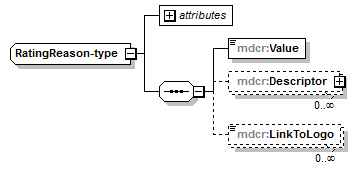 attributes
RatingReason-type
mdcr:Value
mdcr:Descriptor
0..∞
mdcr:LinkToLogo
0..∞